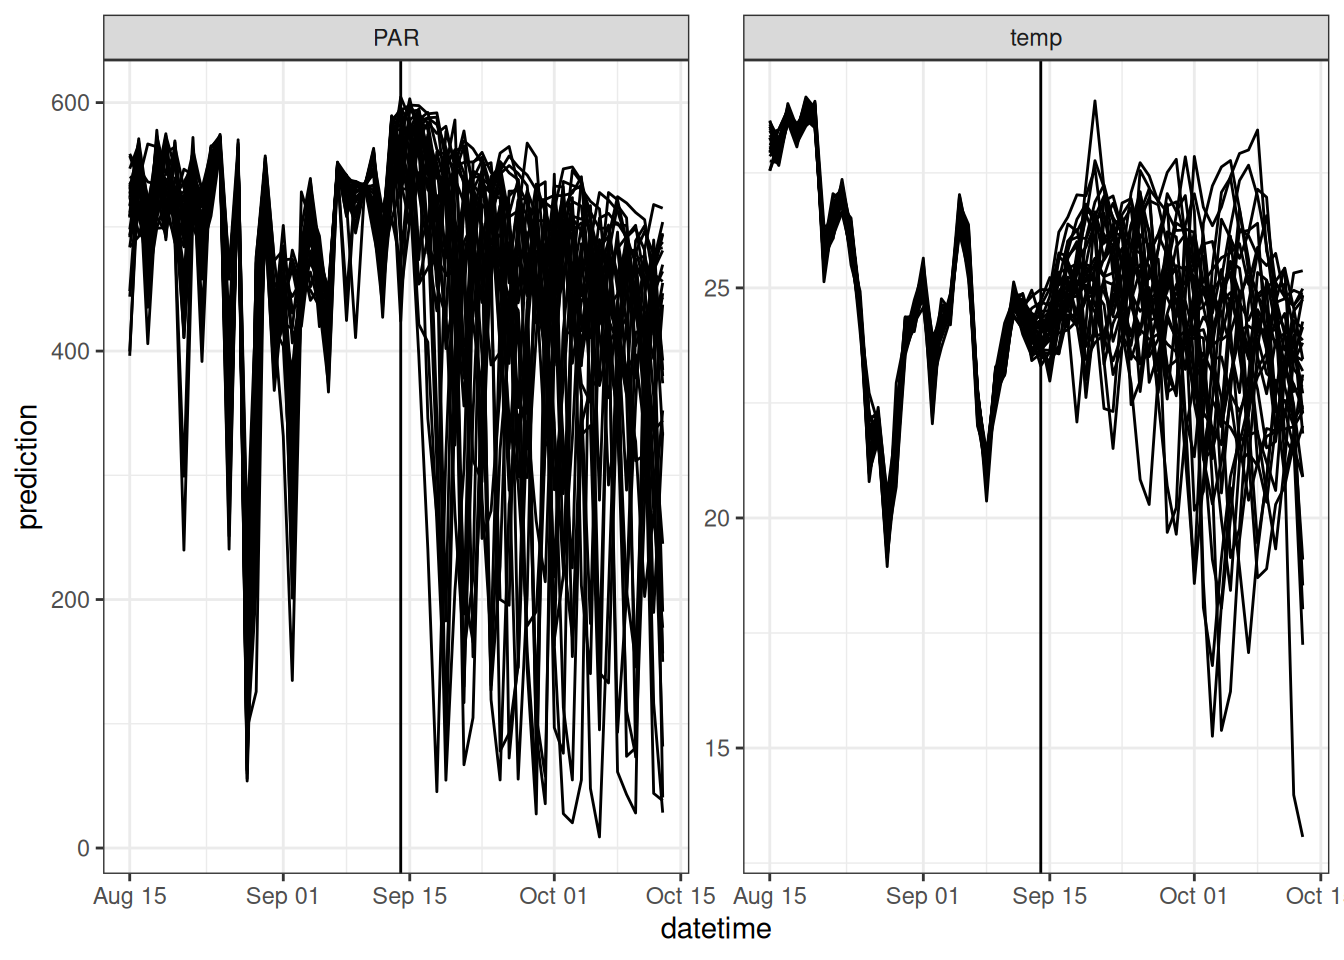 PAR
temp
prediction
600
400
200
0
25
20
15
Aug 15
Sep 01
Sep 15
Oct 01
Oct 15
Aug 15
Sep 01
Sep 15
Oct 01
Oct 1
datetime